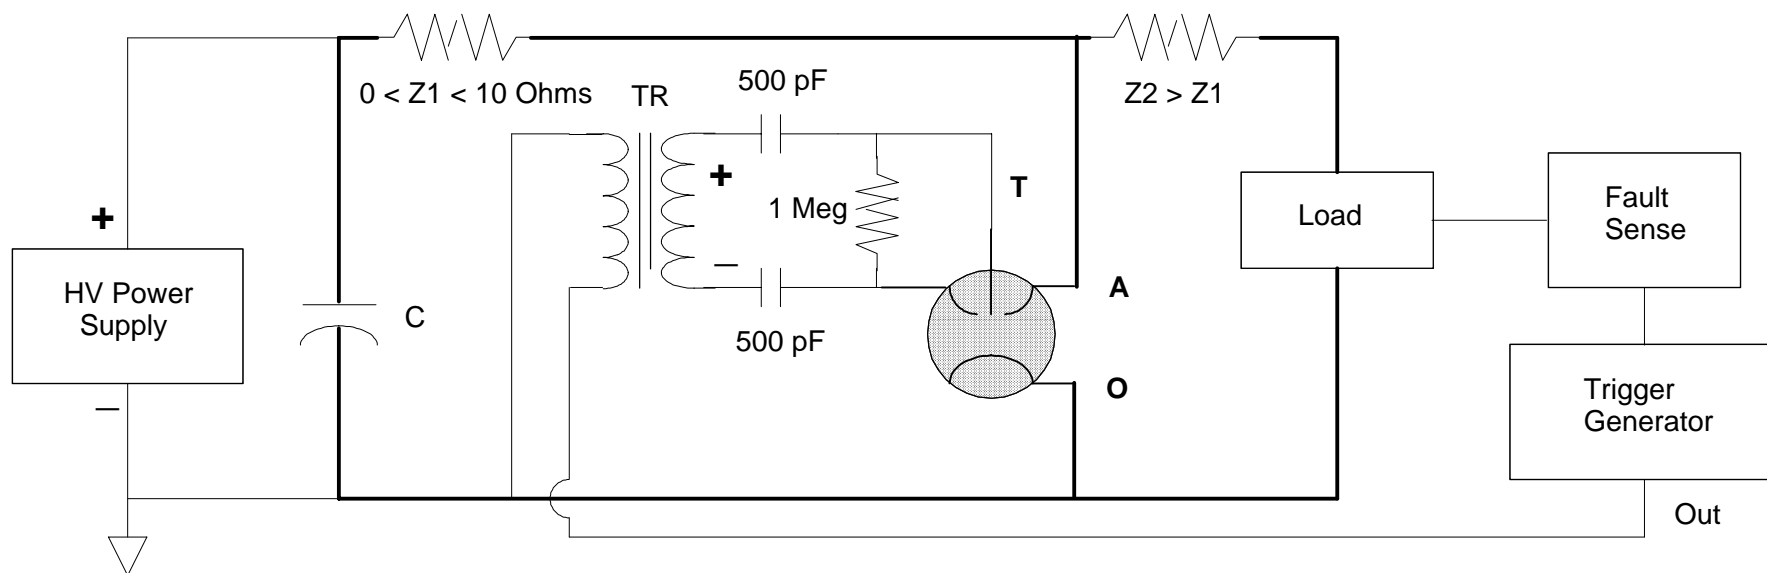 500 pF
0 < Z1 < 10 Ohms
TR
Z2 > Z1
+
T
1 Meg
+
Load
Fault
Sense
–
HV Power
Supply
A
C
500 pF
O
–
Trigger
Generator
Out